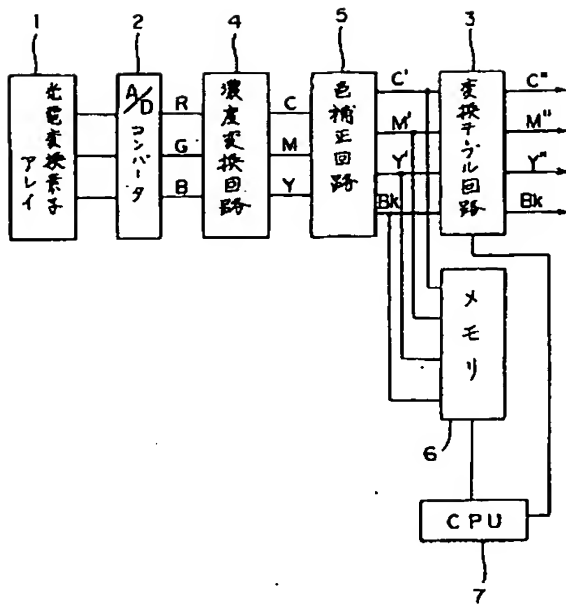 1
2
4
5
3
光電変換素子
アレイ
A/D
コンバータ
R
G
B
濃度変換回路
C
M
Y
色補正回路
C'
M'
Y'
Bk
変換テーブル回路
C"
M"
Y"
Bk
メモリ
6
CPU
7